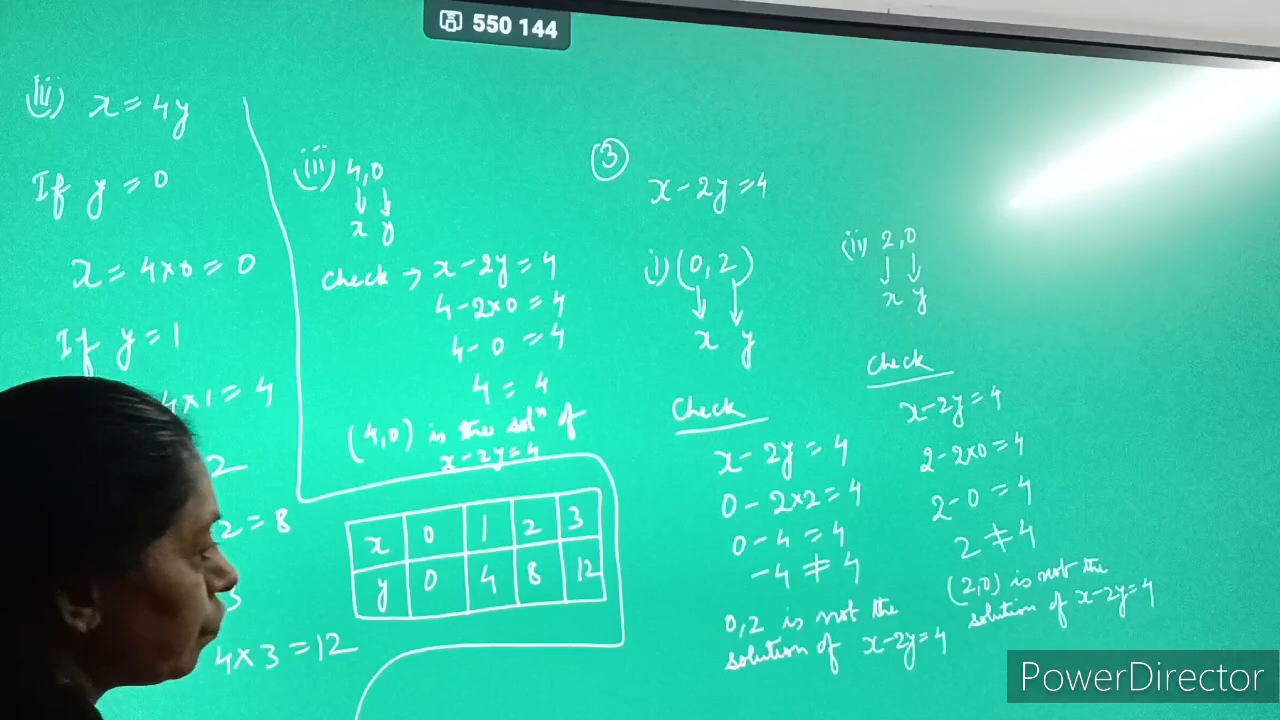 550 144
(iv) x = 4y
If y = 0
x = 4×0 = 0
If y = 1
4×1 = 4
2
2 = 8
3
4×3 = 12
(iii) 4,0
↓ ↓
x y
Check → x-2y = 4
4-2×0 = 4
4-0 = 4
4 = 4
(4,0) is the solⁿ of
x-2y=4
x 0 1 2 3
y 0 4 8 12
③
x-2y=4
(i) (0,2)
↓ ↓
x y
Check
x-2y = 4
0-2×2 = 4
0-4 = 4
-4 ≠ 4
0,2 is not the
solution of x-2y=4
(ii) 2,0
↓ ↓
x y
Check
x-2y = 4
2-2×0 = 4
2-0 = 4
2 ≠ 4
(2,0) is not the
solution of x-2y=4
PowerDirector